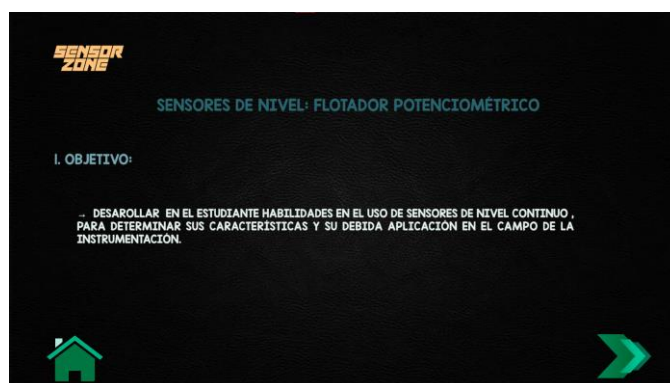 SENSOR
ZONE
SENSORES DE NIVEL: FLOTADOR POTENCIOMÉTRICO
I. OBJETIVO:
→ DESAROLLAR EN EL ESTUDIANTE HABILIDADES EN EL USO DE SENSORES DE NIVEL CONTINUO ,
PARA DETERMINAR SUS CARACTERÍSTICAS Y SU DEBIDA APLICACIÓN EN EL CAMPO DE LA
INSTRUMENTACIÓN.